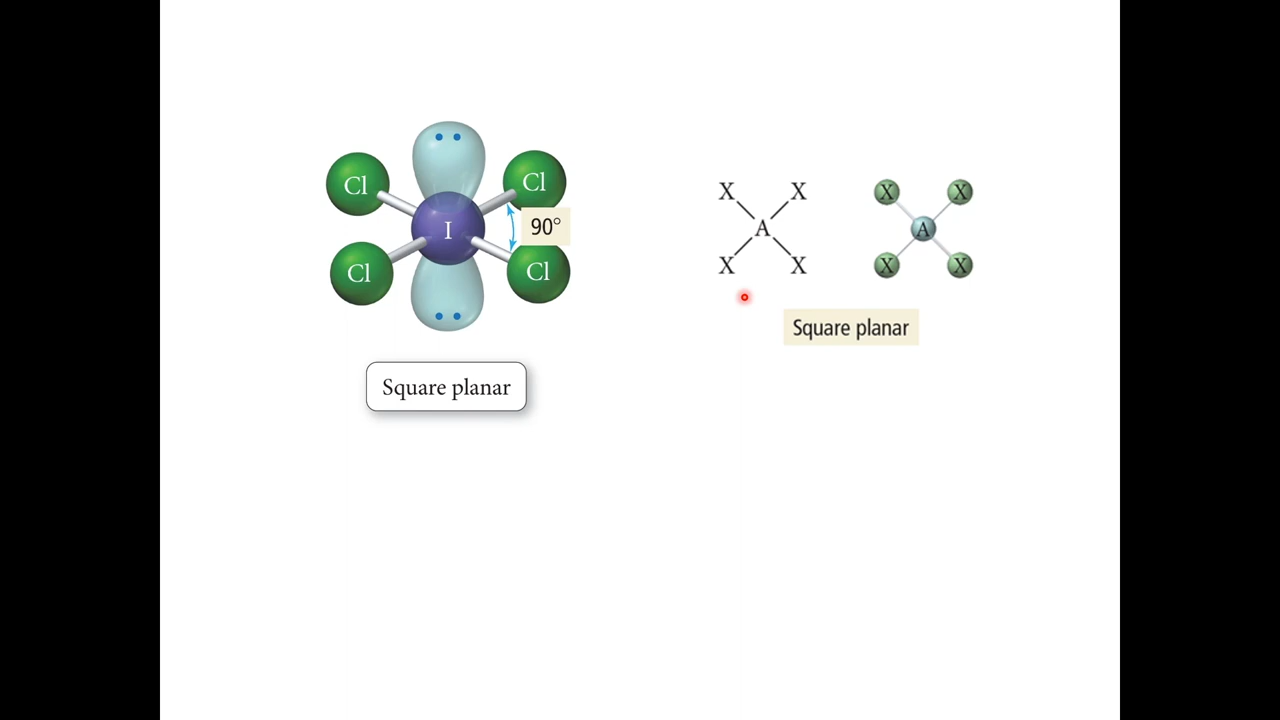 Cl
Cl
I
90°
Cl
Cl
Square planar
X X
A
X X
X X
A
X X
Square planar